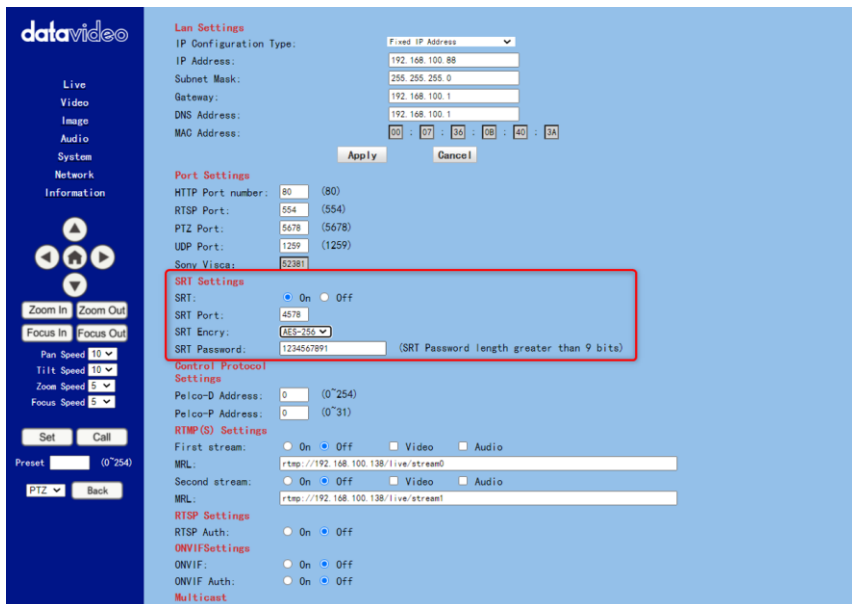 datavideo
Live
Video
Image
Audio
System
Network
Information
Zoom In Zoom Out
Focus In Focus Out
Pan Speed 10
Tilt Speed 10
Zoom Speed 5
Focus Speed 5
Set Call
Preset (0~254)
PTZ Back
Lan Settings
IP Configuration Type: Fixed IP Address
IP Address: 192.168.100.88
Subnet Mask: 255.255.255.0
Gateway: 192.168.100.1
DNS Address: 192.168.100.1
MAC Address: 00 : 07 : 36 : 0B : 40 : 3A
Apply Cancel
Port Settings
HTTP Port number: 80 (80)
RTSP Port: 554 (554)
PTZ Port: 5678 (5678)
UDP Port: 1259 (1259)
Sony Visca: 52381
SRT Settings
SRT: On Off
SRT Port: 4578
SRT Encry: AES-256
SRT Password: 1234567891 (SRT Password length greater than 9 bits)
Control Protocol
Settings
Pelco-D Address: 0 (0~254)
Pelco-P Address: 0 (0~31)
RTMP(S) Settings
First stream: On Off Video Audio
MRL: rtmp://192.168.100.138/live/stream0
Second stream: On Off Video Audio
MRL: rtmp://192.168.100.138/live/stream1
RTSP Settings
RTSP Auth: On Off
ONVIFSettings
ONVIF: On Off
ONVIF Auth: On Off
Multicast